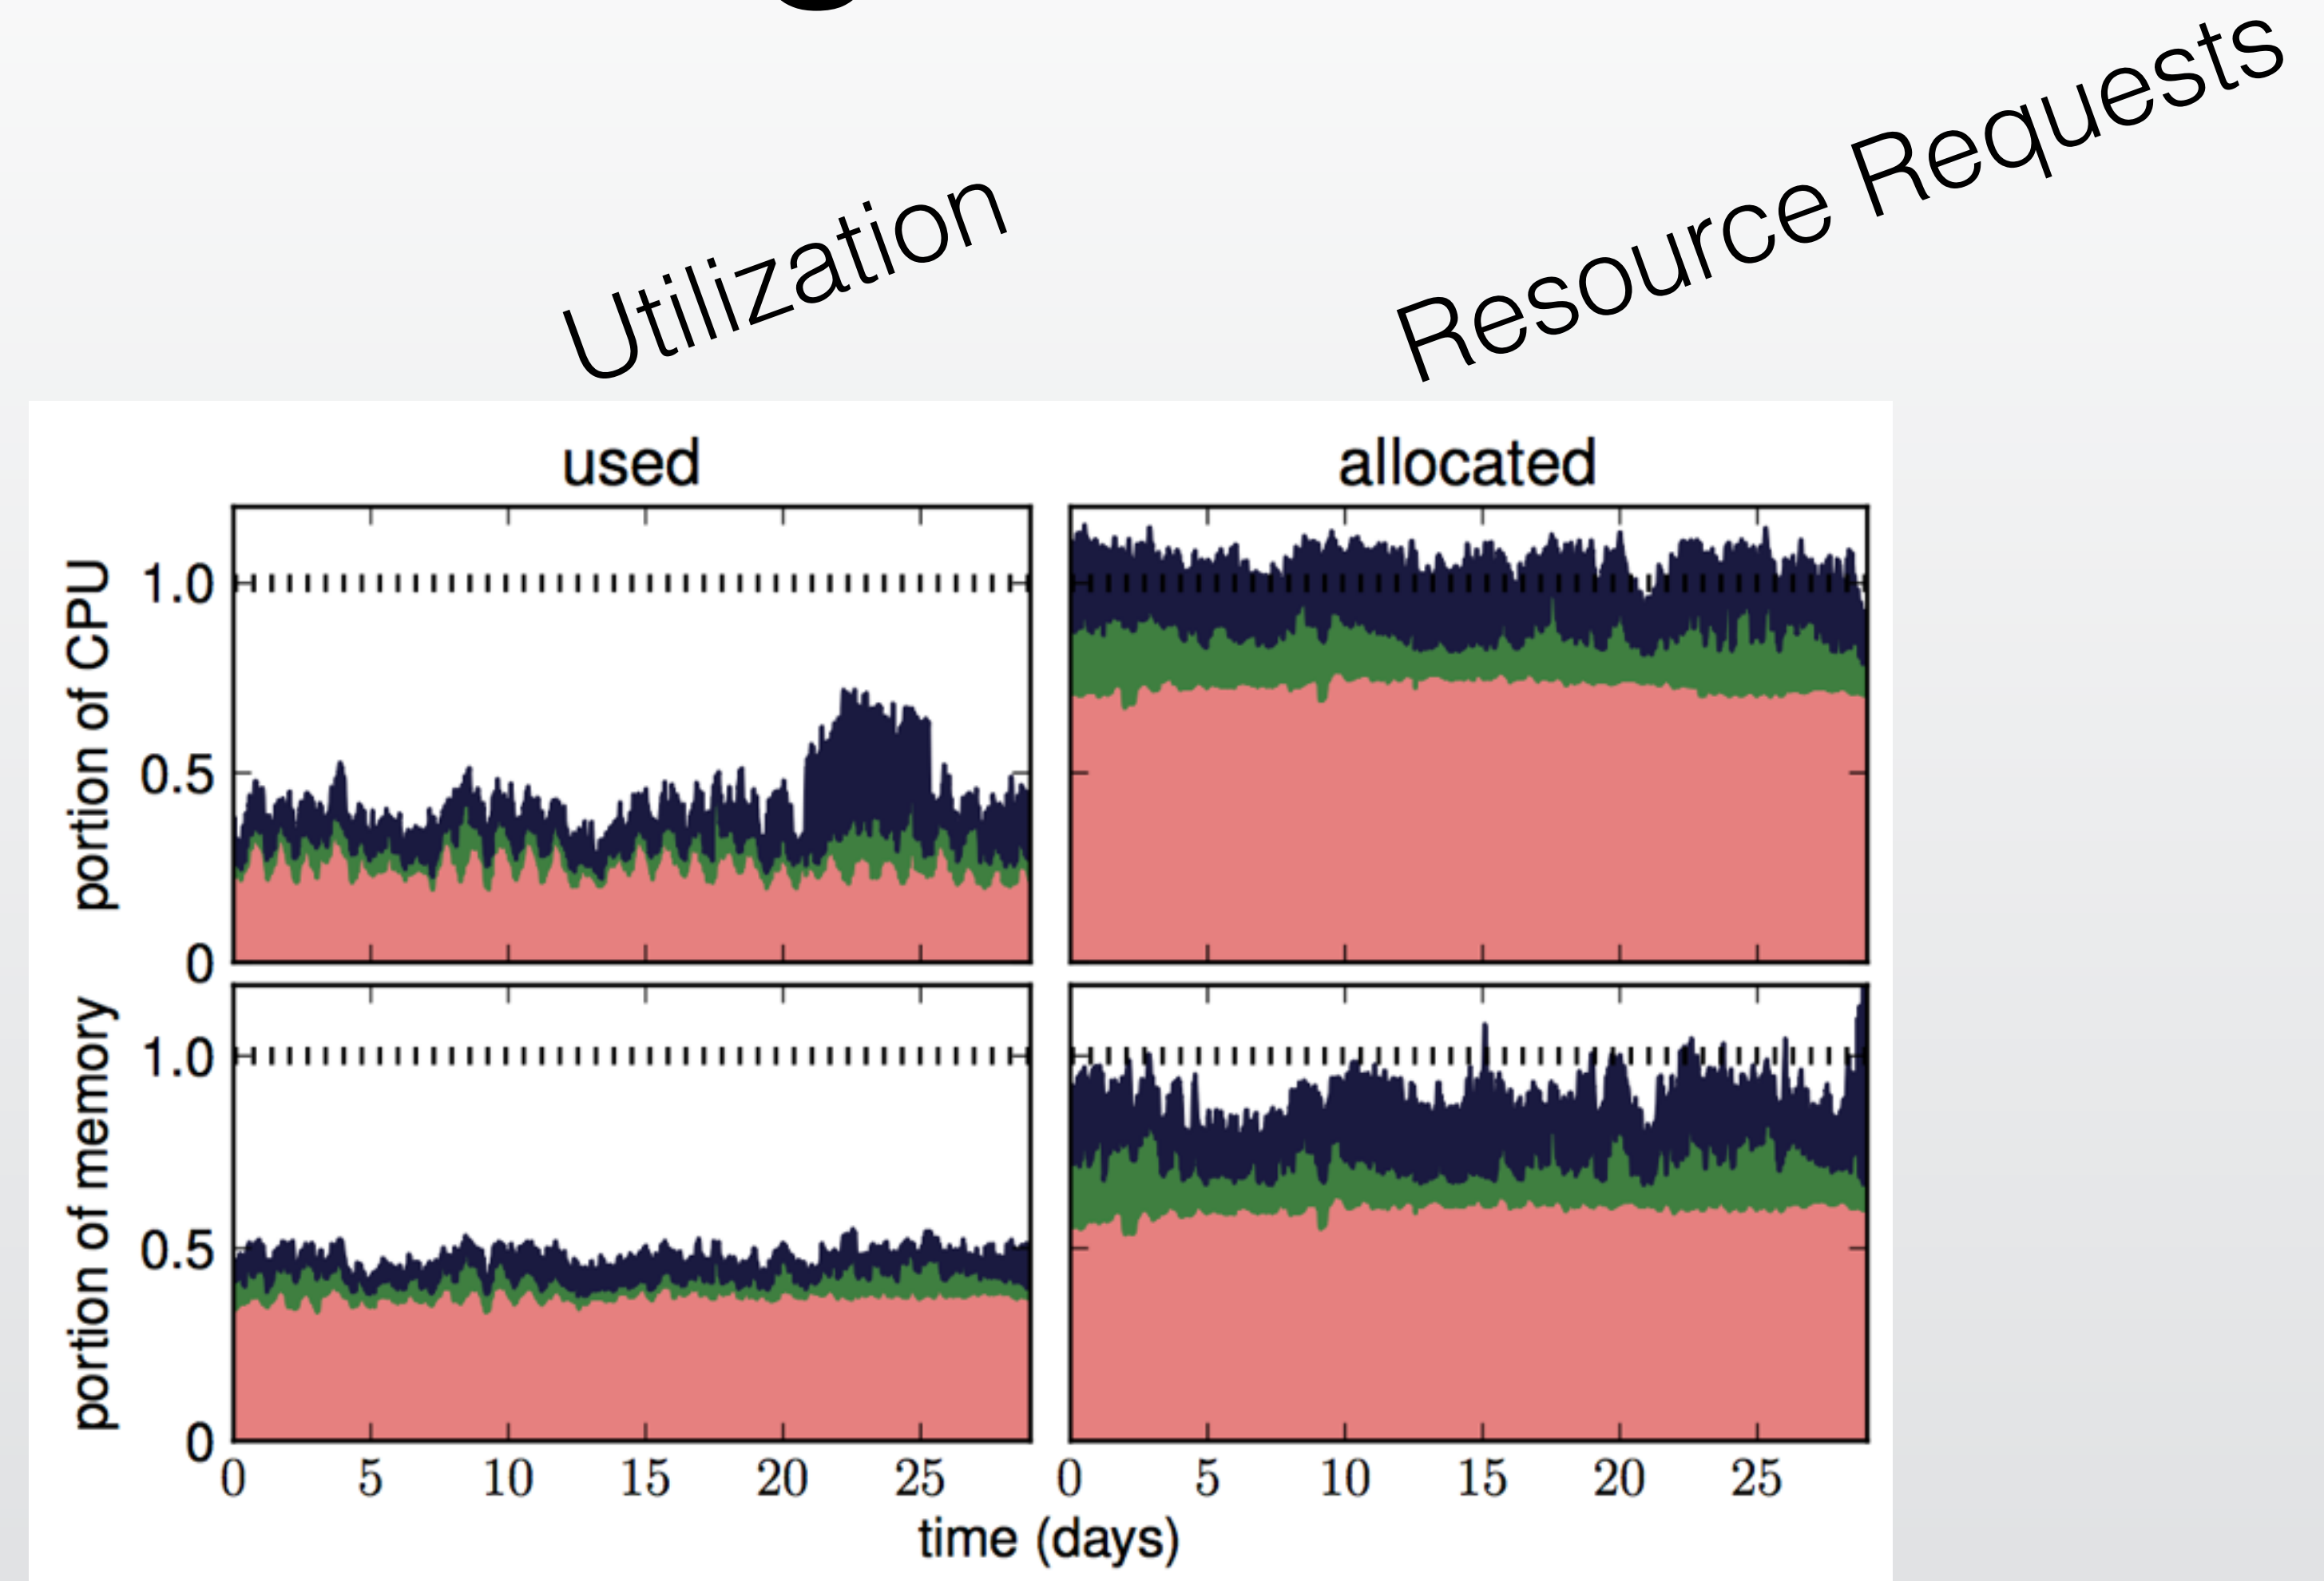 Utilization
Resource Requests
used
allocated
portion of CPU
1.0
0.5
0
portion of memory
1.0
0.5
0
0 5 10 15 20 25
0 5 10 15 20 25
time (days)